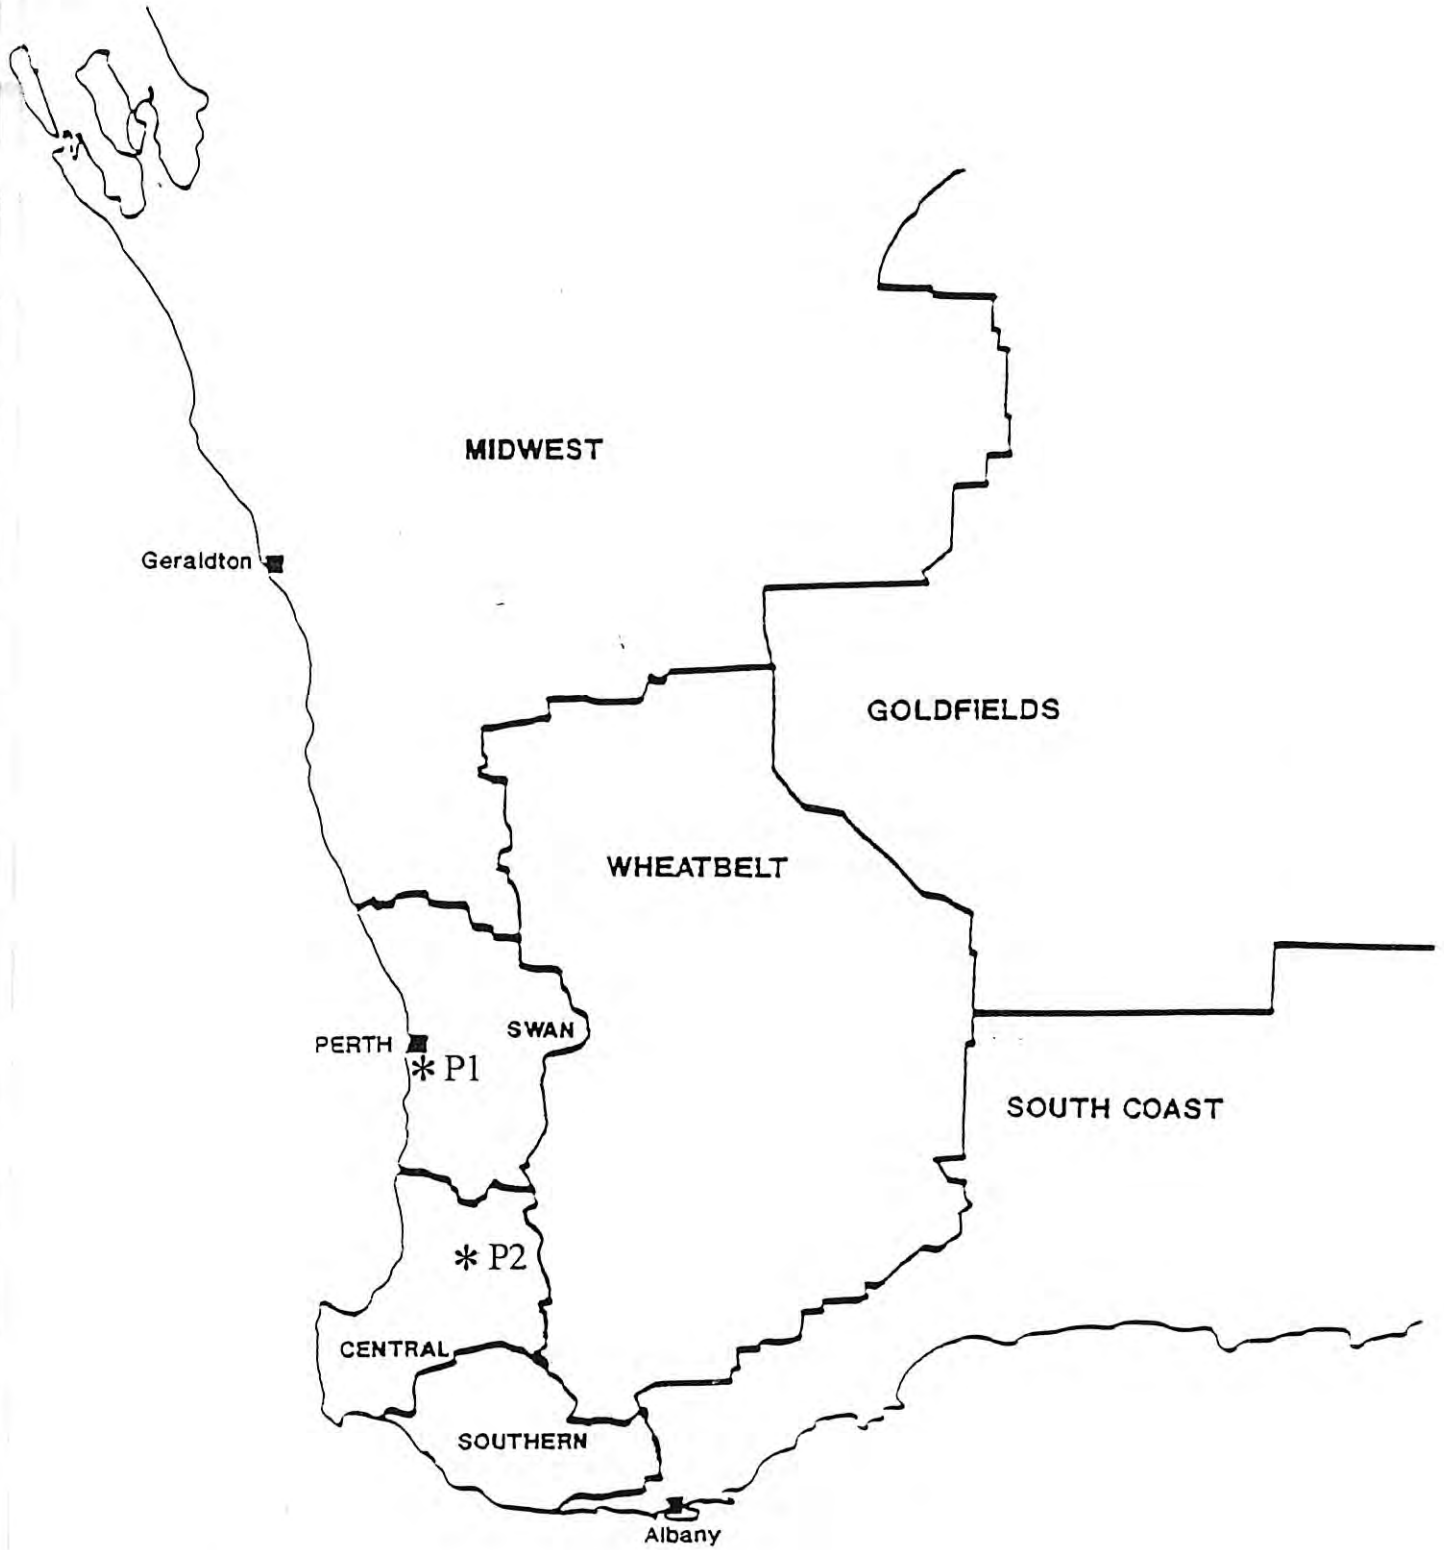 MIDWEST
Geraldton
GOLDFIELDS
WHEATBELT
SWAN
PERTH
* P1
SOUTH COAST
* P2
CENTRAL
SOUTHERN
Albany